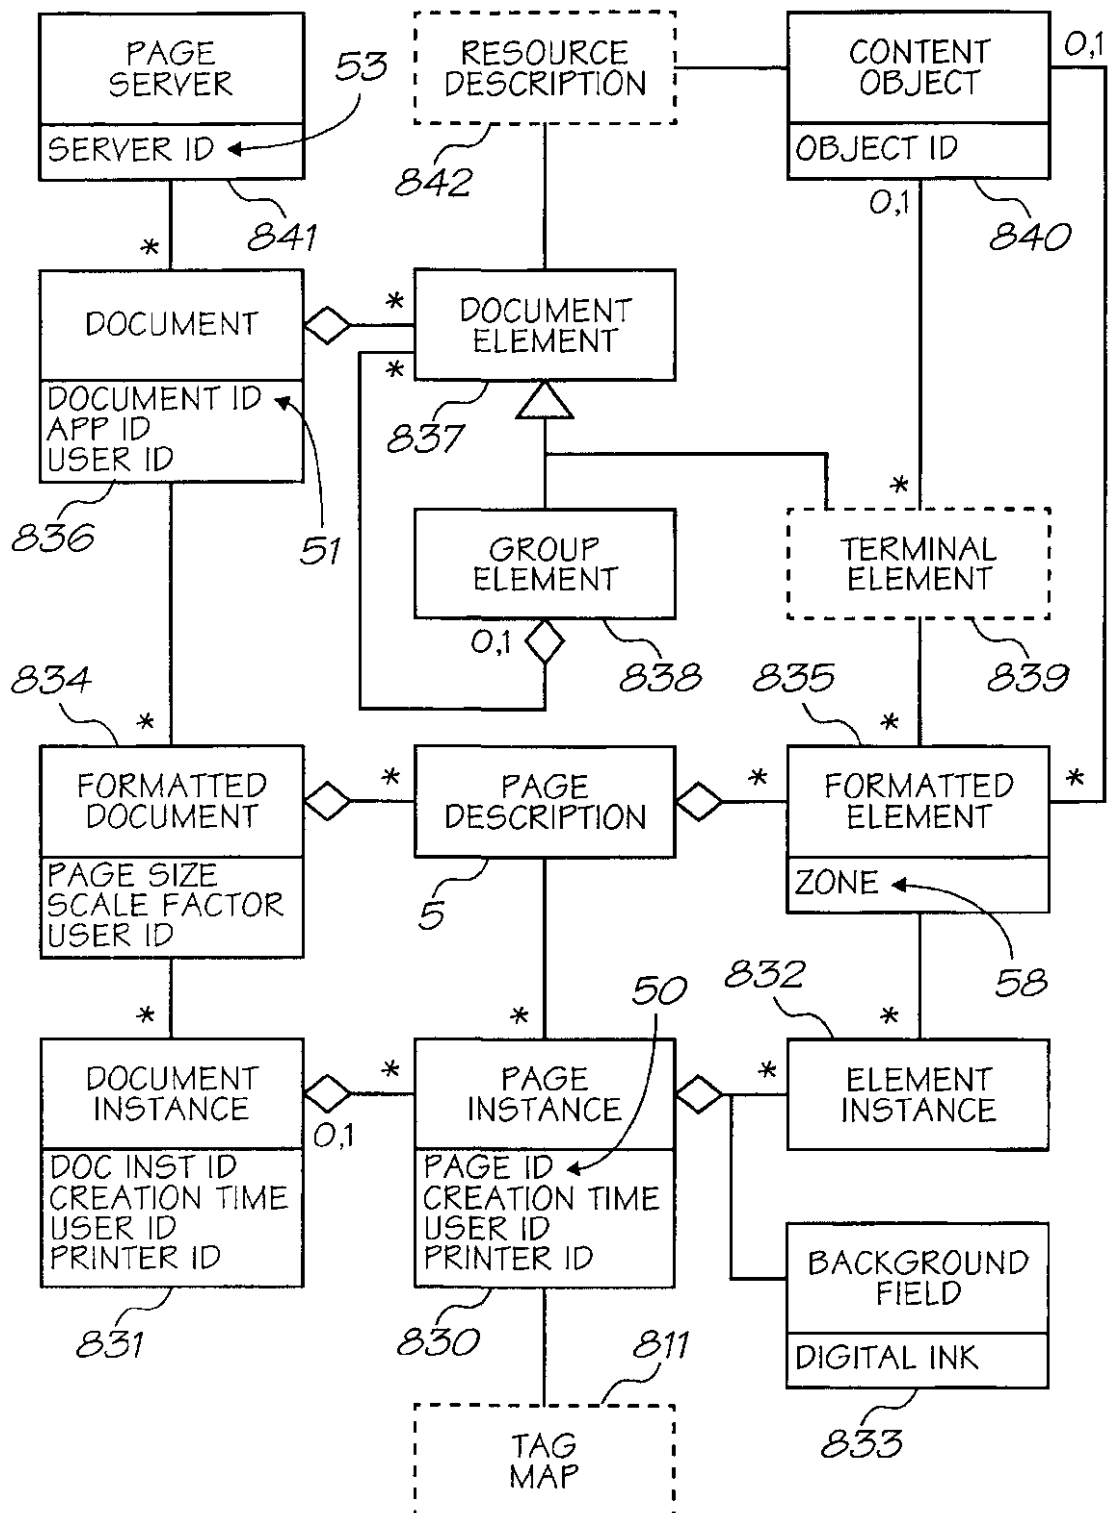 PAGE
SERVER
SERVER ID
53
841
*
RESOURCE
DESCRIPTION
842
CONTENT
OBJECT
OBJECT ID
0,1
0,1
840
DOCUMENT
DOCUMENT ID
APP ID
USER ID
51
836
*
*
DOCUMENT
ELEMENT
837
GROUP
ELEMENT
0,1
838
*
TERMINAL
ELEMENT
839
834
*
FORMATTED
DOCUMENT
PAGE SIZE
SCALE FACTOR
USER ID
*
PAGE
DESCRIPTION
5
*
835
*
FORMATTED
ELEMENT
*
ZONE
58
*
DOCUMENT
INSTANCE
0,1
DOC INST ID
CREATION TIME
USER ID
PRINTER ID
831
*
*
50
PAGE
INSTANCE
PAGE ID
CREATION TIME
USER ID
PRINTER ID
830
*
832
*
ELEMENT
INSTANCE
BACKGROUND
FIELD
DIGITAL INK
833
811
TAG
MAP